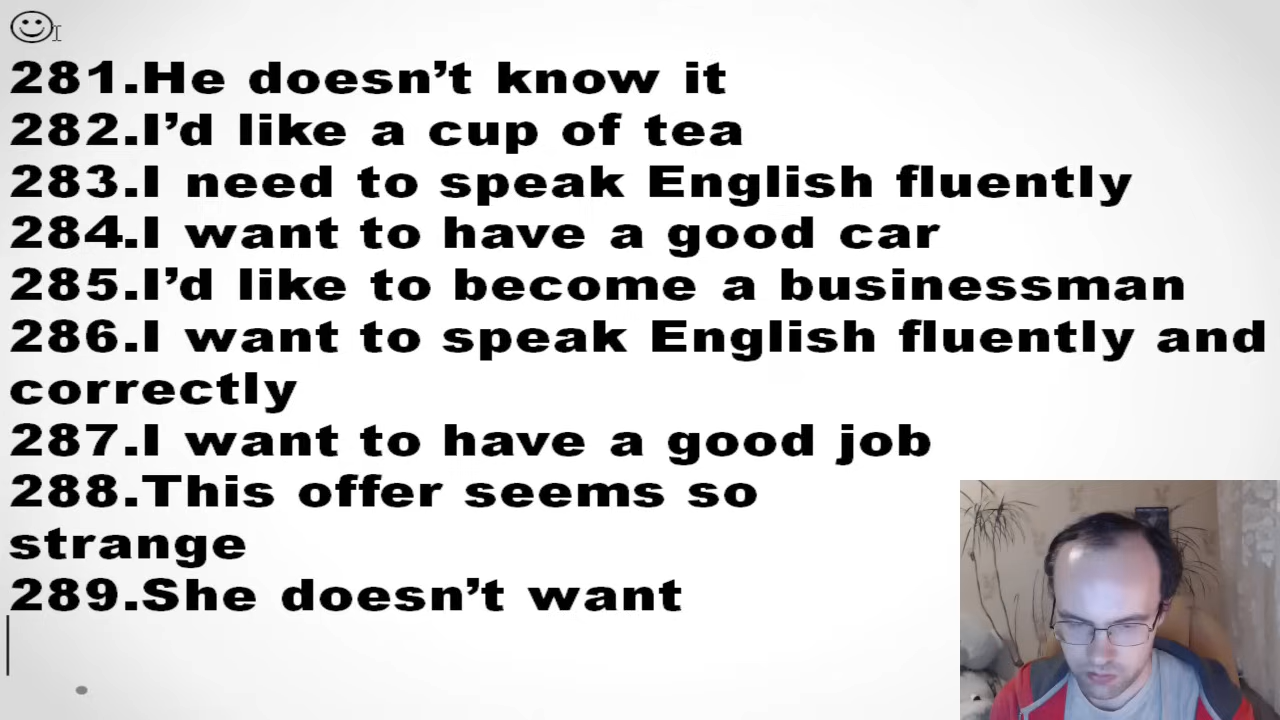 281.He doesn’t know it
282.I’d like a cup of tea
283.I need to speak English fluently
284.I want to have a good car
285.I’d like to become a businessman
286.I want to speak English fluently and
correctly
287.I want to have a good job
288.This offer seems so
strange
289.She doesn’t want